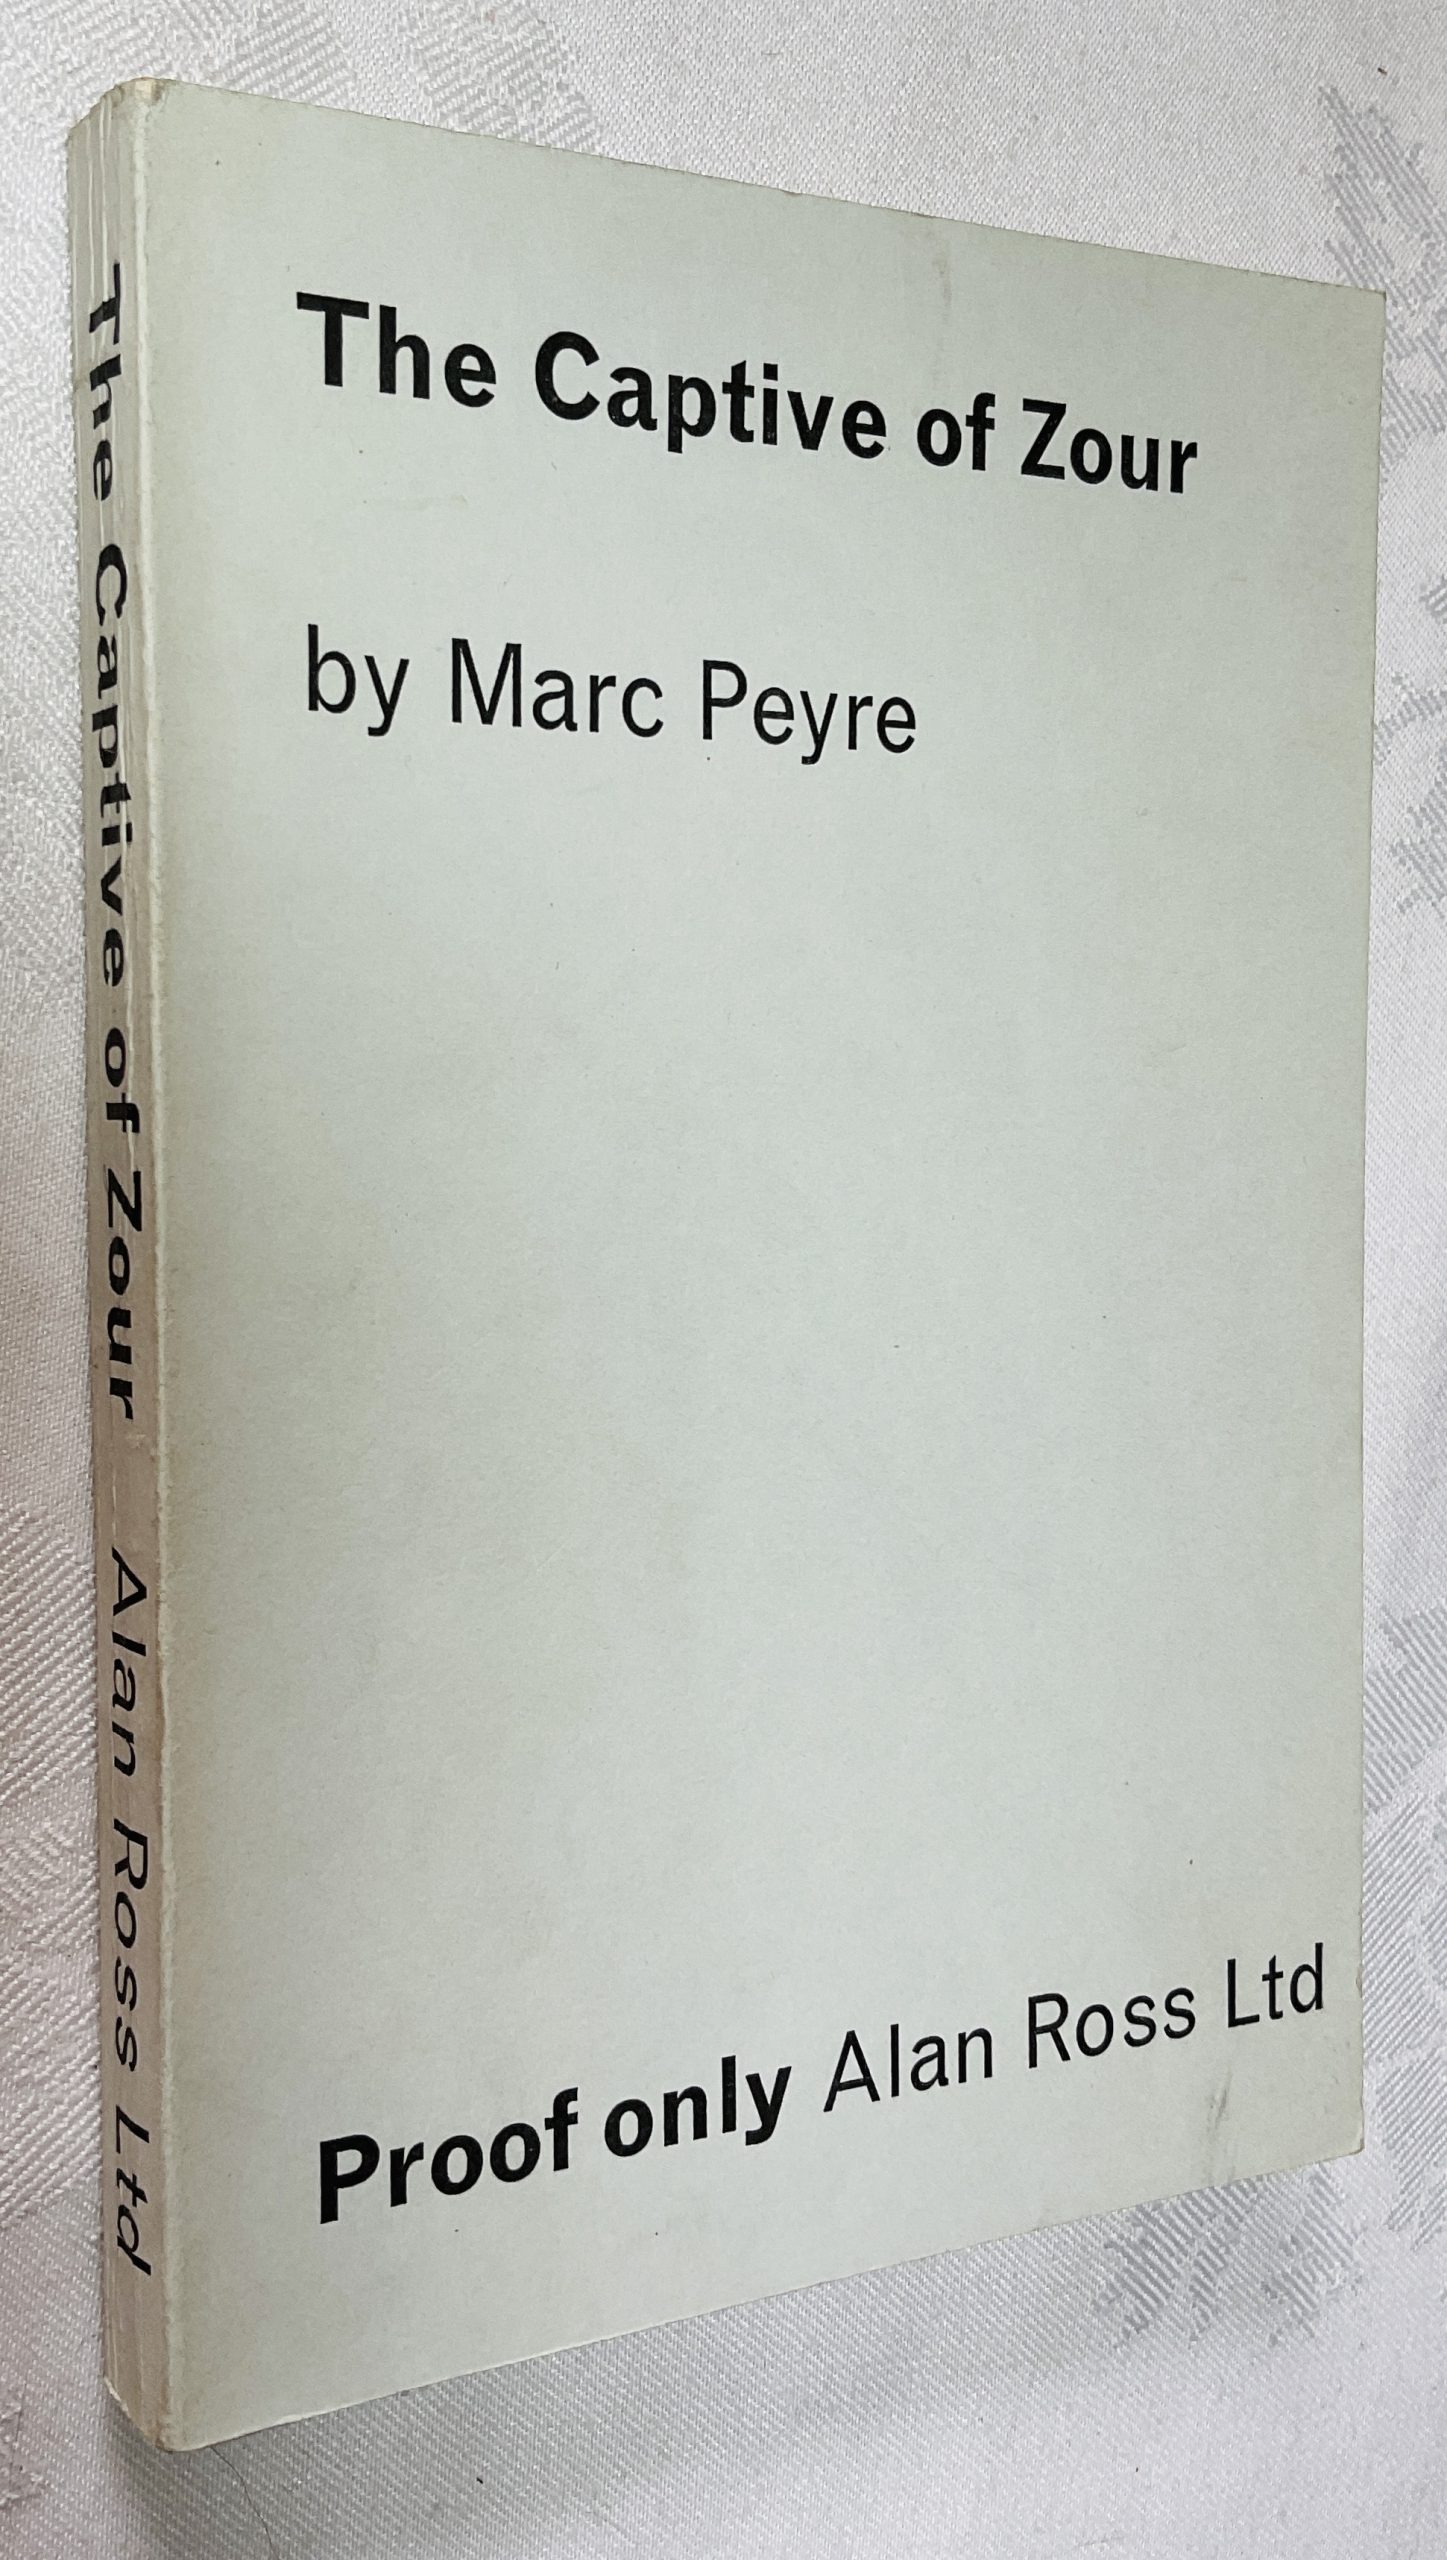 The Captive of Zour
by Marc Peyre
Proof only Alan Ross Ltd
The Captive of Zour Alan Ross Ltd